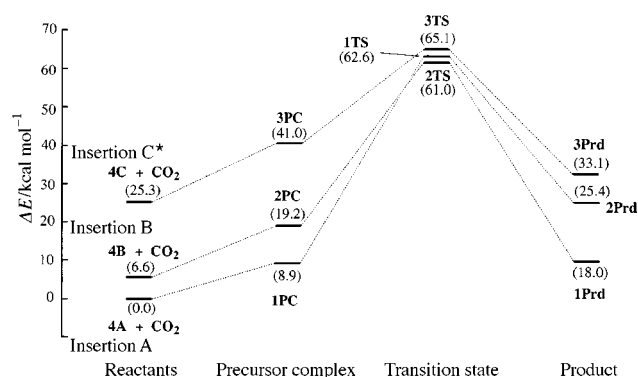 70
60
50
40
30
20
10
0
ΔE/kcal mol⁻¹
3TS
(65.1)
1TS
(62.6)
2TS
(61.0)
3PC
(41.0)
Insertion C*
4C + CO₂
(25.3)
2PC
(19.2)
Insertion B
4B + CO₂
(6.6)
(8.9)
1PC
(0.0)
4A + CO₂
Insertion A
3Prd
(33.1)
(25.4)
2Prd
(18.0)
1Prd
Reactants Precursor complex Transition state Product